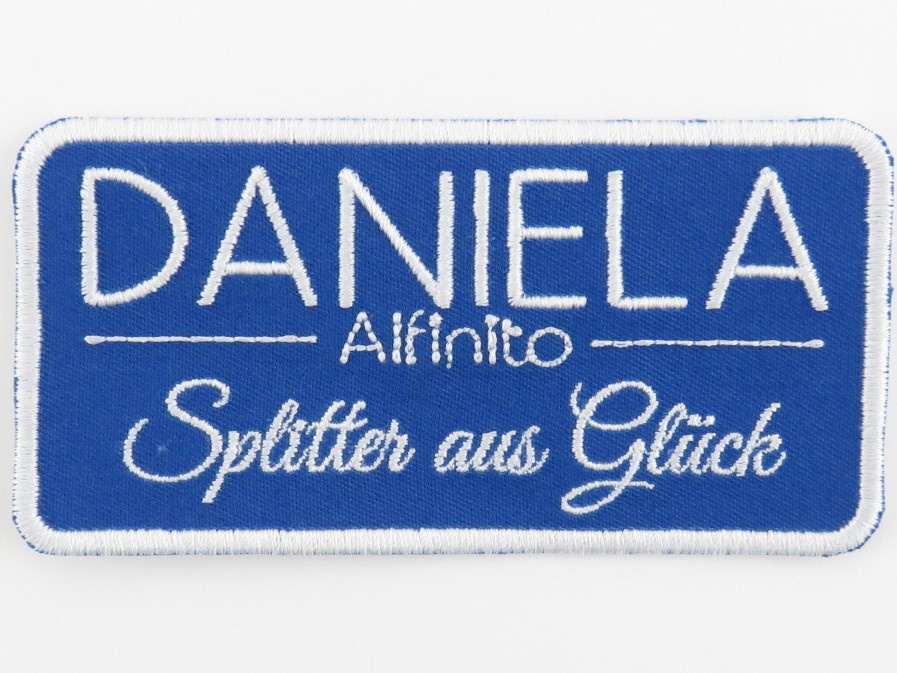 DANIELA
Alfinito
Splitter aus Glück